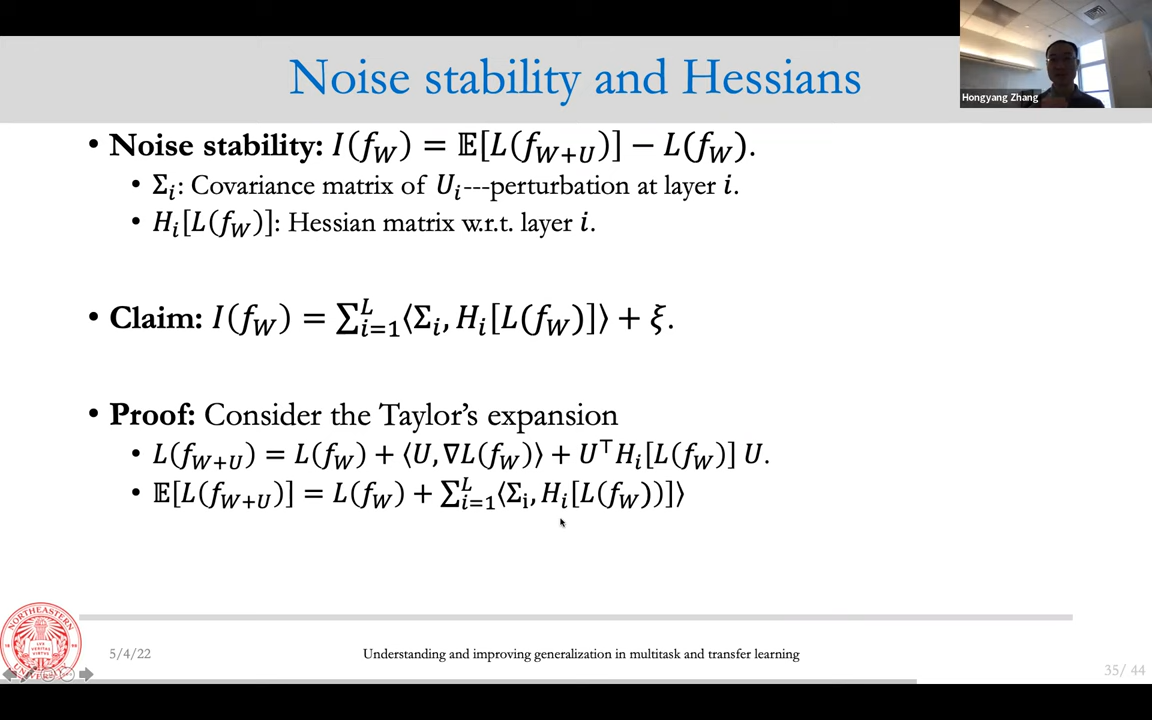 Noise stability and Hessians
Hongyang Zhang
• Noise stability: 𝐼(𝑓_𝑊) = 𝔼[𝐿(𝑓_{𝑊+𝑈})] − 𝐿(𝑓_𝑊).
• Σ_𝑖: Covariance matrix of 𝑈_𝑖---perturbation at layer 𝑖.
• 𝐻_𝑖[𝐿(𝑓_𝑊)]: Hessian matrix w.r.t. layer 𝑖.
• Claim: 𝐼(𝑓_𝑊) = ∑_{𝑖=1}^{𝐿}⟨Σ_𝑖, 𝐻_𝑖[𝐿(𝑓_𝑊)]⟩ + 𝜉.
• Proof: Consider the Taylor’s expansion
• 𝐿(𝑓_{𝑊+𝑈}) = 𝐿(𝑓_𝑊) + ⟨𝑈, ∇𝐿(𝑓_𝑊)⟩ + 𝑈^⊤𝐻_𝑖[𝐿(𝑓_𝑊)] 𝑈.
• 𝔼[𝐿(𝑓_{𝑊+𝑈})] = 𝐿(𝑓_𝑊) + ∑_{𝑖=1}^{𝐿}⟨Σ_i, 𝐻_𝑖[𝐿(𝑓_𝑊))]⟩
NORTHEASTERN
5/4/22
Understanding and improving generalization in multitask and transfer learning
35/ 44